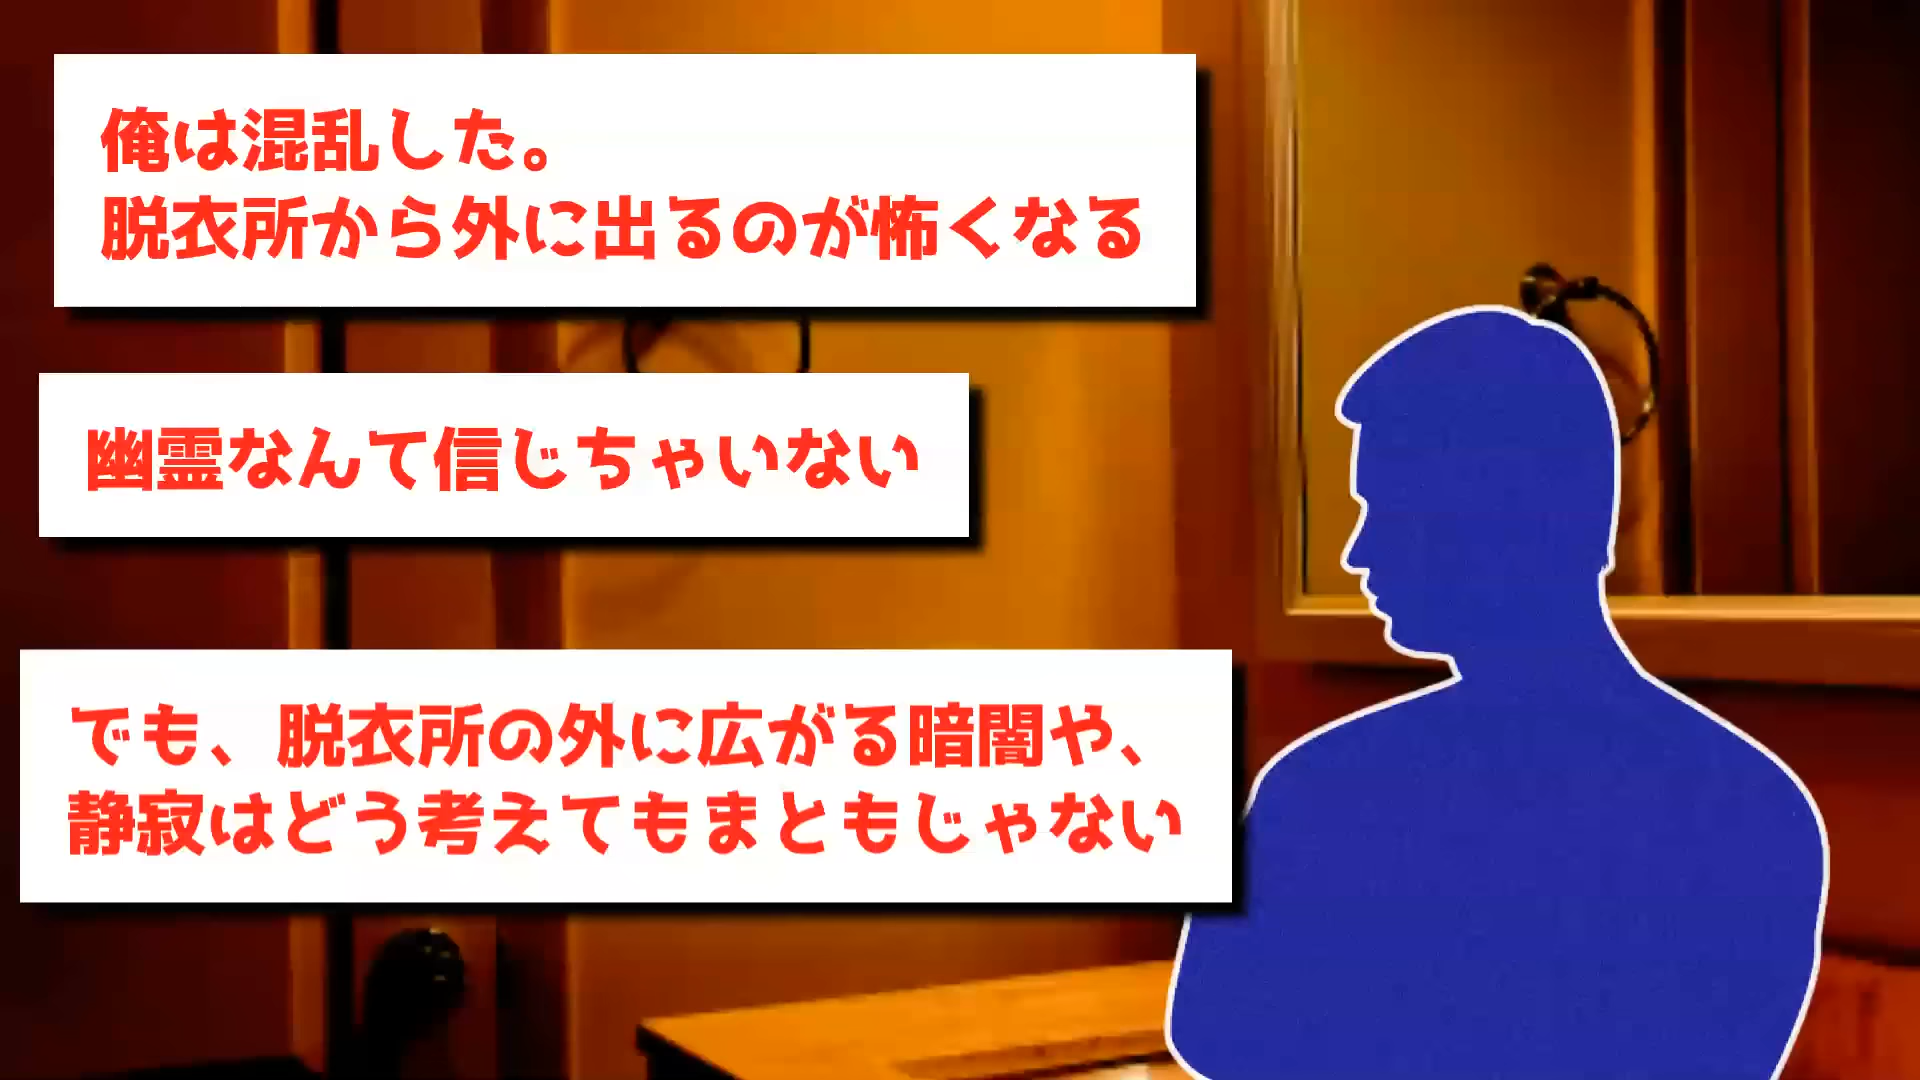 俺は混乱した。
脱衣所から外に出るのが怖くなる
幽霊なんて信じちゃいない
でも、脱衣所の外に広がる暗闇や、
静寂はどう考えてもまともじゃない